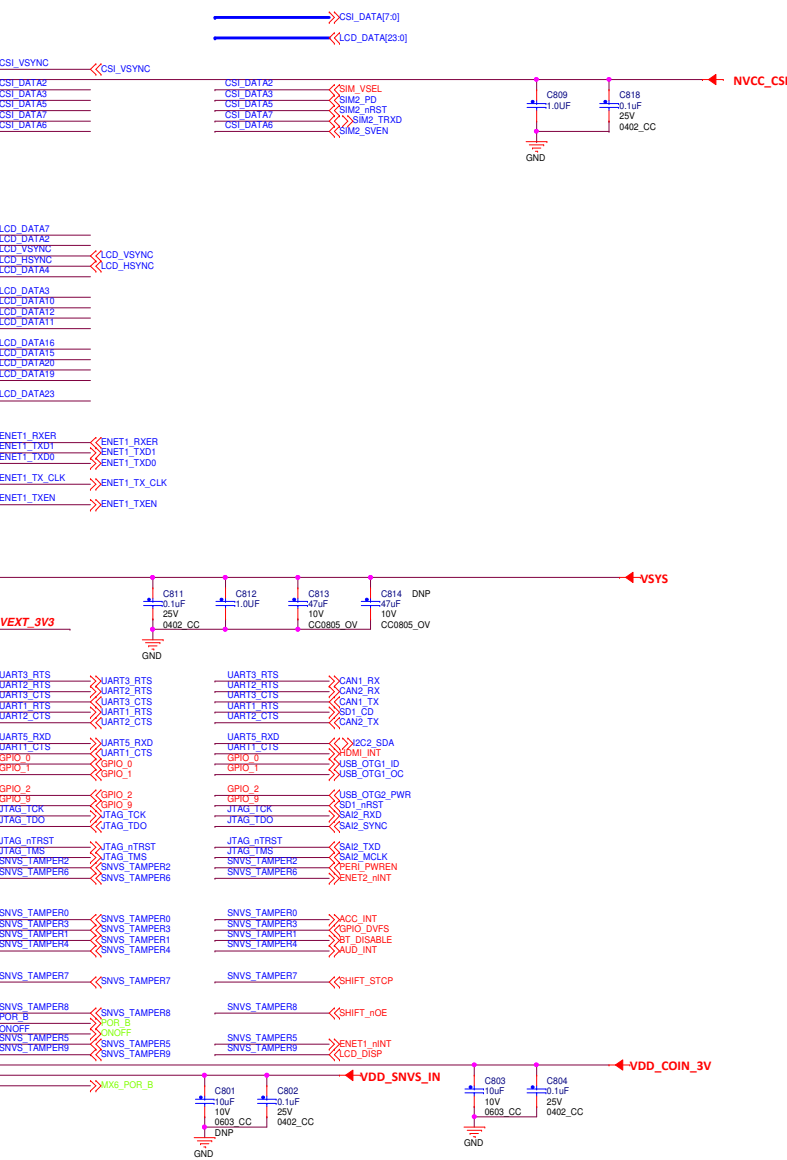 CSI_DATA[7:0]
LCD_DATA[23:0]
CSI_VSYNC CSI_VSYNC
NVCC_CSI
CSI_DATA2 CSI_DATA2 SIM_VSEL
CSI_DATA3 CSI_DATA3 SIM2_PD
CSI_DATA5 CSI_DATA5 SIM2_nRST
CSI_DATA7 CSI_DATA7 SIM2_TRXD
CSI_DATA6 CSI_DATA6 SIM2_SVEN
C809 C818
1.0UF 0.1uF
25V
0402_CC
GND
LCD_DATA7
LCD_DATA2
LCD_VSYNC LCD_VSYNC
LCD_HSYNC LCD_HSYNC
LCD_DATA4
LCD_DATA3
LCD_DATA10
LCD_DATA12
LCD_DATA11
LCD_DATA16
LCD_DATA15
LCD_DATA20
LCD_DATA19
LCD_DATA23
ENET1_RXER ENET1_RXER
ENET1_TXD1 ENET1_TXD1
ENET1_TXD0 ENET1_TXD0
ENET1_TX_CLK ENET1_TX_CLK
ENET1_TXEN ENET1_TXEN
VSYS
C811 C812 C813 C814 DNP
0.1uF 1.0UF 47uF 47uF
25V 10V 10V
0402_CC CC0805_OV CC0805_OV
VEXT_3V3
GND
UART3_RTS UART3_RTS UART3_RTS CAN1_RX
UART2_RTS UART2_RTS UART2_RTS CAN2_RX
UART3_CTS UART3_CTS UART3_CTS CAN1_TX
UART1_RTS UART1_RTS UART1_RTS SD1_CD
UART2_CTS UART2_CTS UART2_CTS CAN2_TX
UART5_RXD UART5_RXD UART5_RXD I2C2_SDA
UART1_CTS UART1_CTS UART1_CTS HDMI_INT
GPIO_0 GPIO_0 GPIO_0 USB_OTG1_ID
GPIO_1 GPIO_1 GPIO_1 USB_OTG1_OC
GPIO_2 GPIO_2 GPIO_2 USB_OTG2_PWR
GPIO_9 GPIO_9 GPIO_9 SD1_nRST
JTAG_TCK JTAG_TCK JTAG_TCK SAI2_RXD
JTAG_TDO JTAG_TDO JTAG_TDO SAI2_SYNC
JTAG_nTRST JTAG_nTRST JTAG_nTRST SAI2_TXD
JTAG_TMS JTAG_TMS JTAG_TMS SAI2_MCLK
SNVS_TAMPER2 SNVS_TAMPER2 SNVS_TAMPER2 PERI_PWREN
SNVS_TAMPER6 SNVS_TAMPER6 SNVS_TAMPER6 ENET2_nINT
SNVS_TAMPER0 SNVS_TAMPER0 SNVS_TAMPER0 ACC_INT
SNVS_TAMPER3 SNVS_TAMPER3 SNVS_TAMPER3 GPIO_DVFS
SNVS_TAMPER1 SNVS_TAMPER1 SNVS_TAMPER1 BT_DISABLE
SNVS_TAMPER4 SNVS_TAMPER4 SNVS_TAMPER4 AUD_INT
SNVS_TAMPER7 SNVS_TAMPER7 SNVS_TAMPER7 SHIFT_STCP
SNVS_TAMPER8 SNVS_TAMPER8 SNVS_TAMPER8 SHIFT_nOE
POR_B POR_B
ONOFF ONOFF
SNVS_TAMPER5 SNVS_TAMPER5 SNVS_TAMPER5 ENET1_nINT
SNVS_TAMPER9 SNVS_TAMPER9 SNVS_TAMPER9 LCD_DISP
VDD_COIN_3V
VDD_SNVS_IN
MX6_POR_B
C801 C802 C803 C804
10uF 0.1uF 10uF 0.1uF
10V 25V 10V 25V
0603_CC 0402_CC 0603_CC 0402_CC
DNP
GND GND